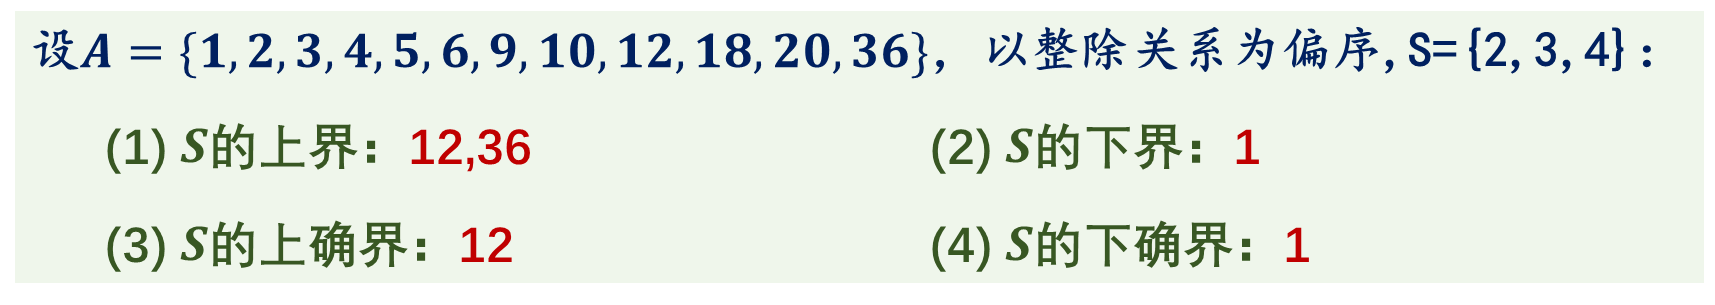 设A = {1, 2, 3, 4, 5, 6, 9, 10, 12, 18, 20, 36}，以整除关系为偏序, S={2, 3, 4}：
(1) S的上界：12,36 (2) S的下界：1
(3) S的上确界：12 (4) S的下确界：1